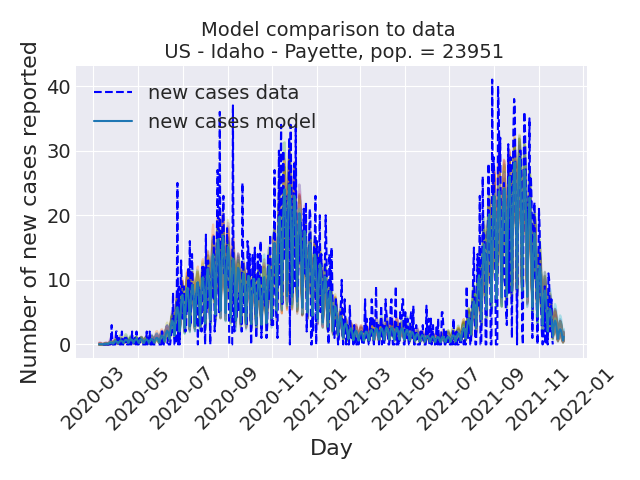 Model comparison to data
US - Idaho - Payette, pop. = 23951
Number of new cases reported
40
30
20
10
0
new cases data
new cases model
2020-03
2020-05
2020-07
2020-09
2020-11
2021-01
2021-03
2021-05
2021-07
2021-09
2021-11
2022-01
Day